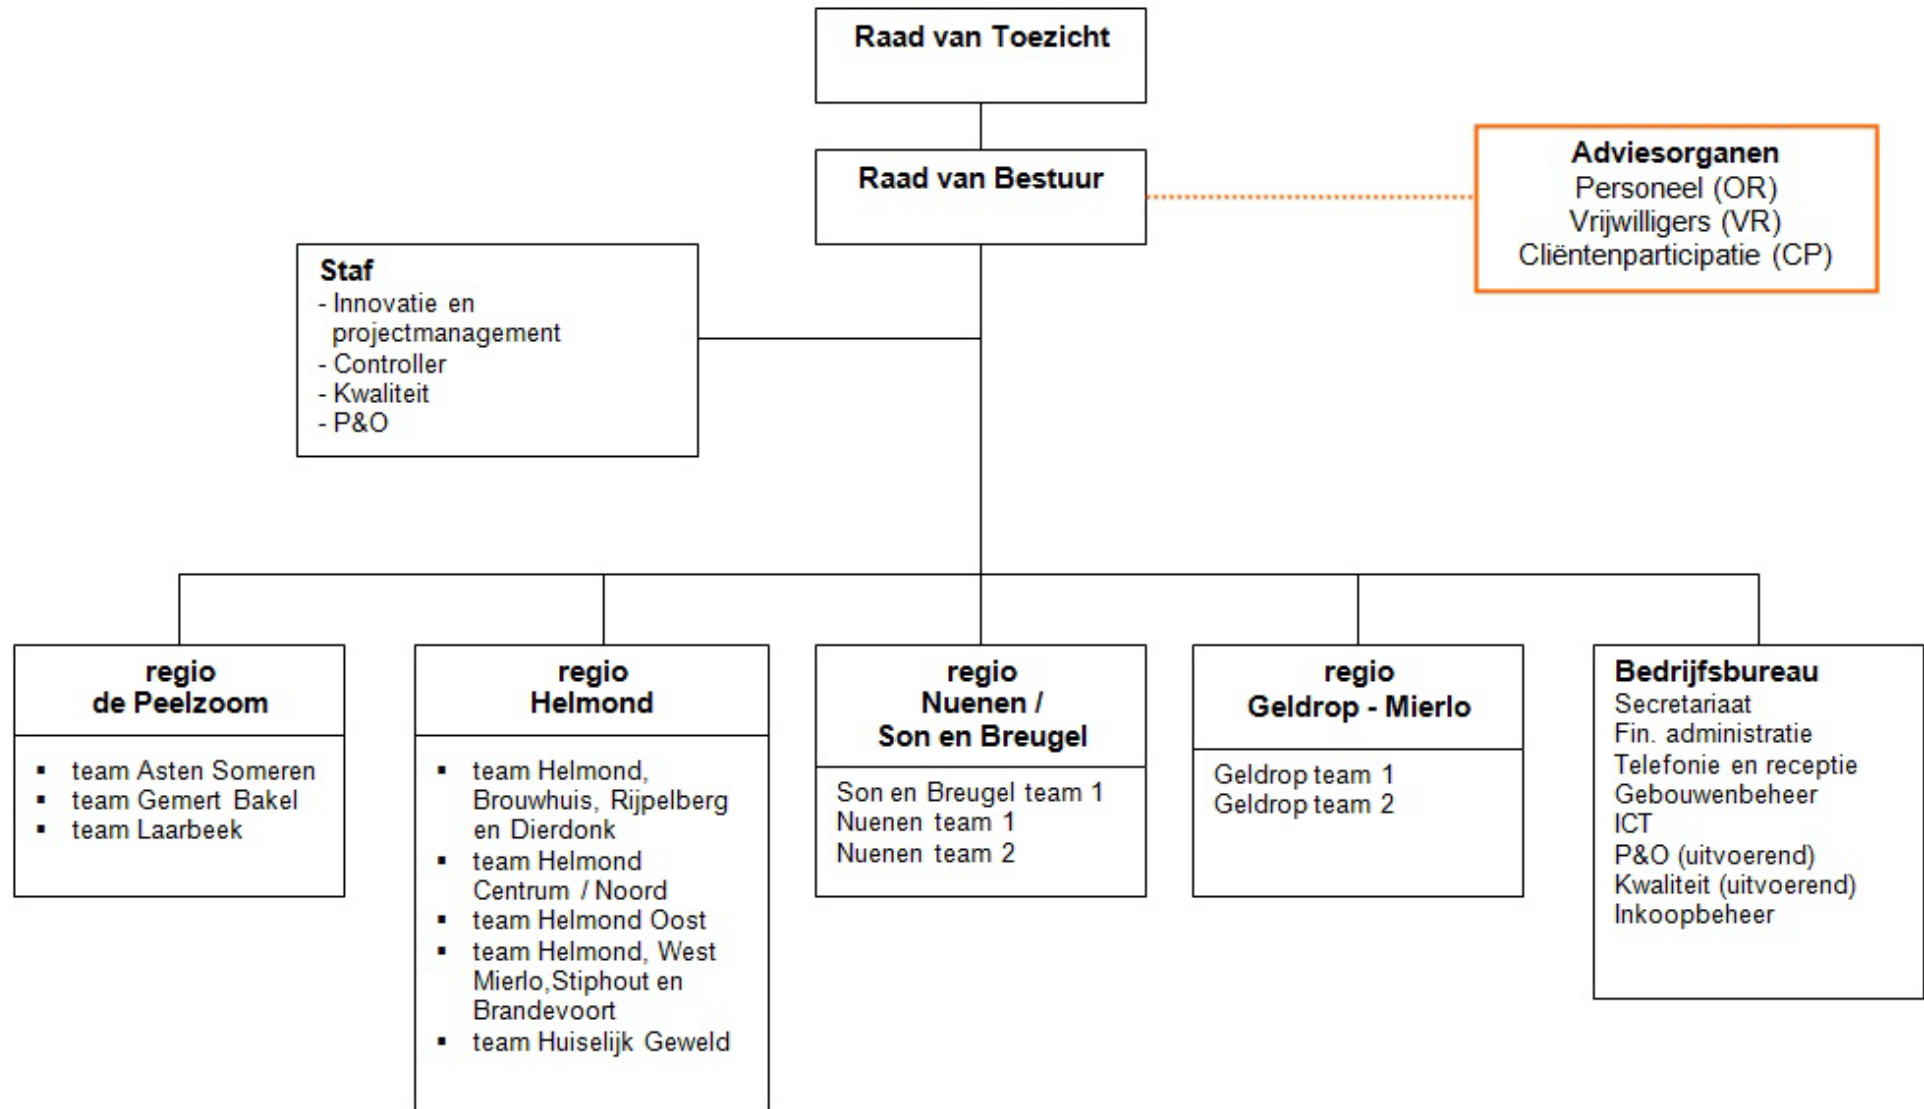 Raad van Toezicht
Raad van Bestuur
Adviesorganen
Personeel (OR)
Vrijwilligers (VR)
Cliëntenparticipatie (CP)
Staf
- Innovatie en
projectmanagement
- Controller
- Kwaliteit
- P&O
regio
de Peelzoom
▪ team Asten Someren
▪ team Gemert Bakel
▪ team Laarbeek
regio
Helmond
▪ team Helmond,
Brouwhuis, Rijpelberg
en Dierdonk
▪ team Helmond
Centrum / Noord
▪ team Helmond Oost
▪ team Helmond, West
Mierlo,Stiphout en
Brandevoort
▪ team Huiselijk Geweld
regio
Nuenen /
Son en Breugel
Son en Breugel team 1
Nuenen team 1
Nuenen team 2
regio
Geldrop - Mierlo
Geldrop team 1
Geldrop team 2
Bedrijfsbureau
Secretariaat
Fin. administratie
Telefonie en receptie
Gebouwenbeheer
ICT
P&O (uitvoerend)
Kwaliteit (uitvoerend)
Inkoopbeheer